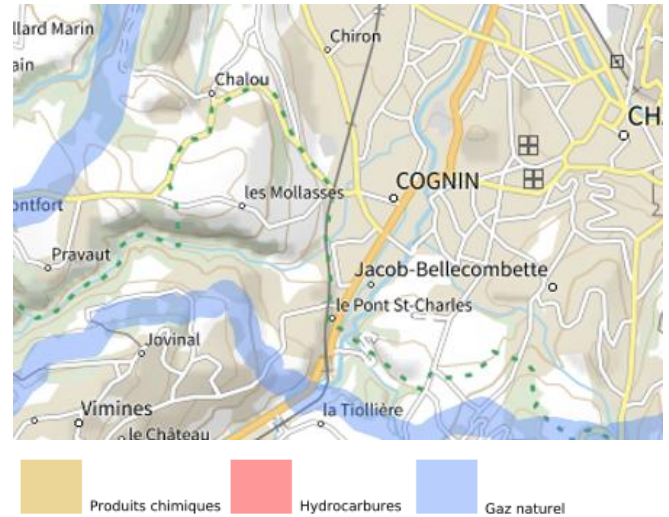 llard Marin
Chiron
ain
Chalou
CH
les Mollasses
COGNIN
ontfort
Pravaut
Jacob-Bellecombette
le Pont St-Charles
Jovinal
Vimines
la Tiollière
le Château
Produits chimiques
Hydrocarbures
Gaz naturel